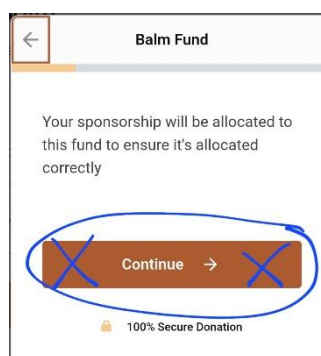 Balm Fund
Your sponsorship will be allocated to
this fund to ensure it's allocated
correctly
Continue →
100% Secure Donation